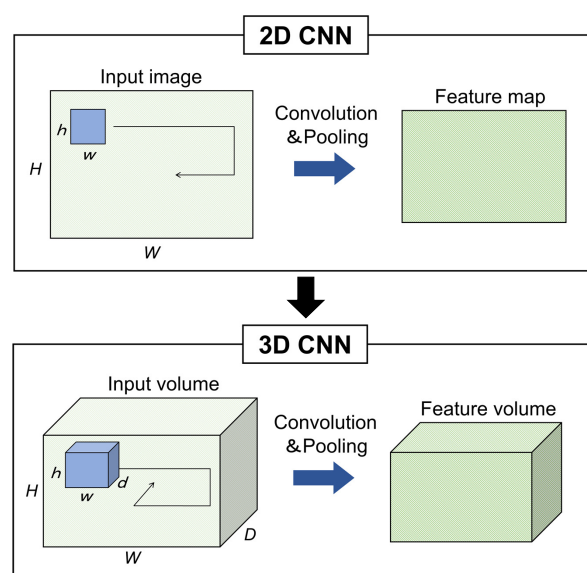 2D CNN
Input image
h
w
H
W
Convolution
&Pooling
Feature map
3D CNN
Input volume
h
w
d
H
W
D
Convolution
&Pooling
Feature volume